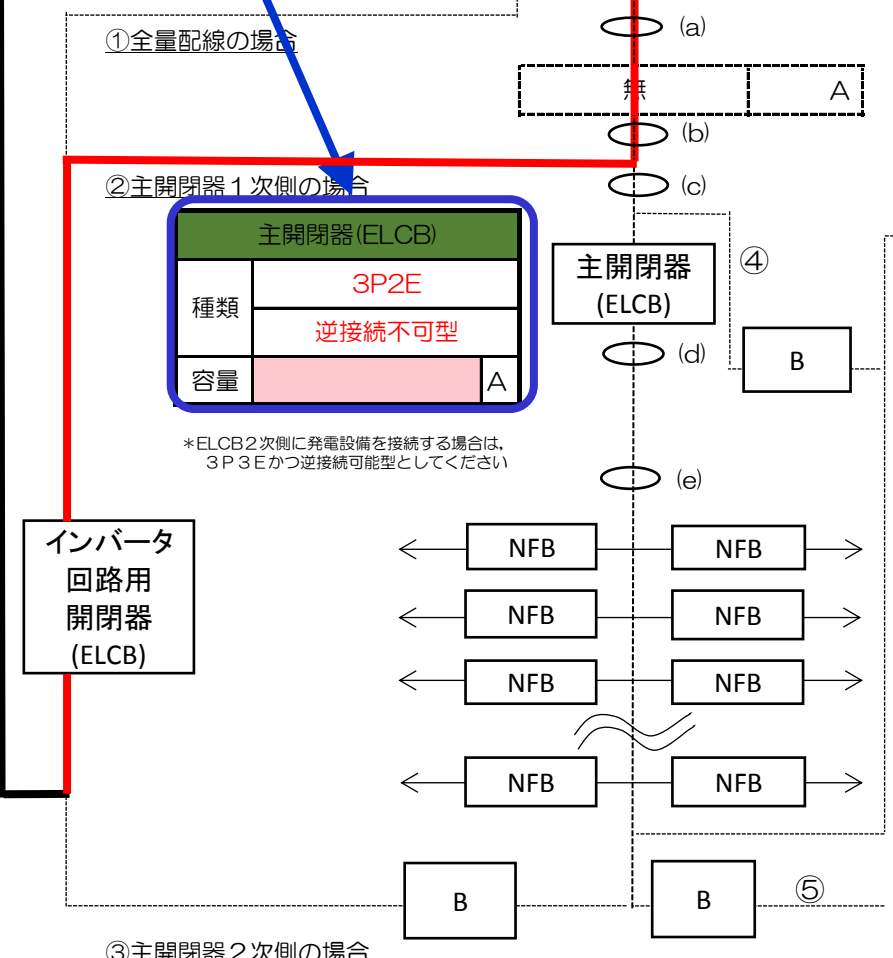 ①全量配線の場合
(a)
無
A
(b)
②主開閉器1次側の場合
(c)
主開閉器(ELCB)
種類
3P2E
逆接続不可型
容量
A
主開閉器
(ELCB)
④
(d)
B
*ELCB2次側に発電設備を接続する場合は,
3P3Eかつ逆接続可能型としてください
(e)
インバータ
回路用
開閉器
(ELCB)
NFB
NFB
NFB
NFB
NFB
NFB
NFB
NFB
B
B
⑤
③主開閉器2次側の場合